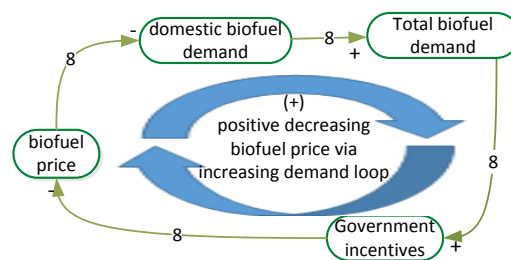 -
domestic biofuel
demand
8
+
Total biofuel
demand
8
8
(+)
positive decreasing
biofuel price via
increasing demand loop
biofuel
price
-
8
Government
incentives
+